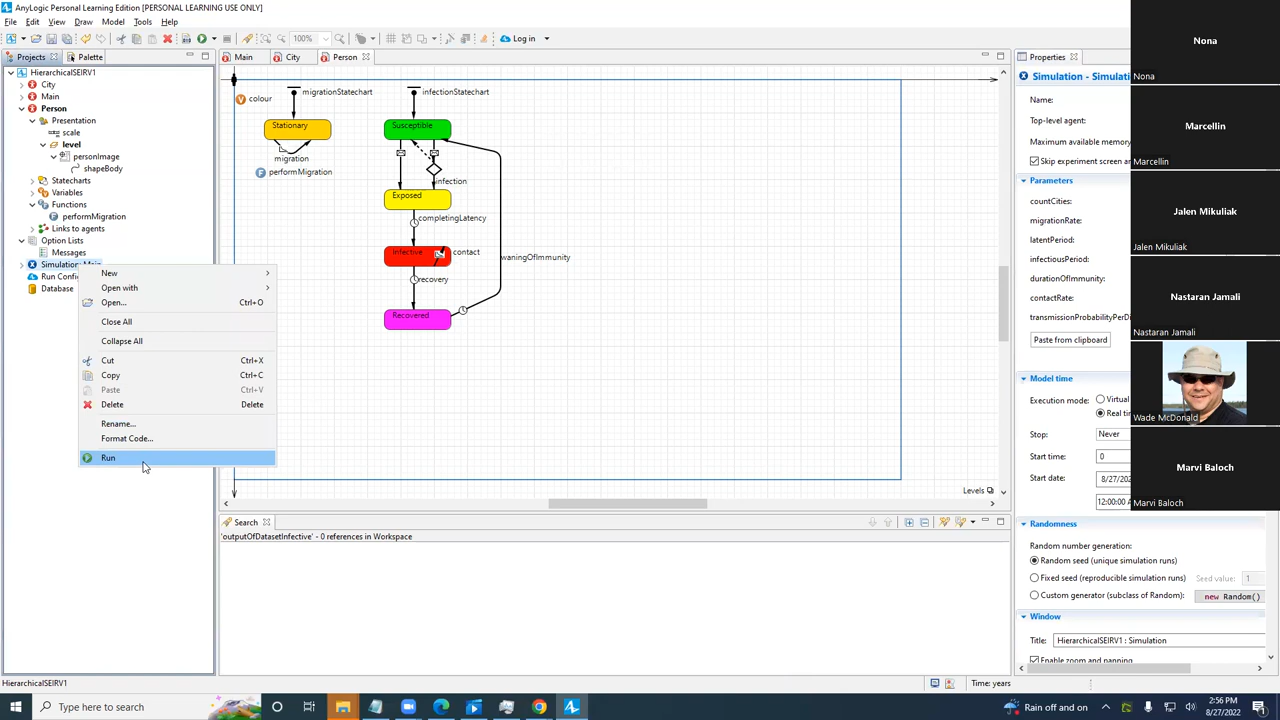 AnyLogic Personal Learning Edition [PERSONAL LEARNING USE ONLY]
File Edit View Draw Model Tools Help
100% Log in
Projects Palette
HierarchicalSEIRV1
City
Main
Person
Presentation
scale
level
personImage
shapeBody
Statecharts
Variables
Functions
performMigration
Links to agents
Option Lists
Messages
Simulation: Main
Run Confi
Database
New
Open with
Open... Ctrl+O
Close All
Collapse All
Cut Ctrl+X
Copy Ctrl+C
Paste Ctrl+V
Delete Delete
Rename...
Format Code...
Run
Main City Person
colour
migrationStatechart
Stationary
migration
performMigration
infectionStatechart
Susceptible
infection
Exposed
completingLatency
Infective
contact
waningOfImmunity
recovery
Recovered
Levels
Search
'outputOfDatasetInfective' - 0 references in Workspace
Properties
Simulation - Simulati
Name:
Top-level agent:
Maximum available memory
Skip experiment screen a
Parameters
countCities:
migrationRate:
latentPeriod:
infectiousPeriod:
durationOfImmunity:
contactRate:
transmissionProbabilityPerDi
Paste from clipboard
Model time
Execution mode: Virtual
Real ti
Stop: Never
Start time: 0
Start date: 8/27/202
12:00:00 A
Randomness
Random number generation:
Random seed (unique simulation runs)
Fixed seed (reproducible simulation runs) Seed value: 1
Custom generator (subclass of Random): new Random()
Window
Title: HierarchicalSEIRV1 : Simulation
Enable zoom and panning
Nona
Nona
Marcellin
Marcellin
Jalen Mikuliak
Jalen Mikuliak
Nastaran Jamali
Nastaran Jamali
Wade McDonald
Marvi Baloch
Marvi Baloch
HierarchicalSEIRV1
Time: years
Type here to search
Rain off and on
2:56 PM
8/27/2022